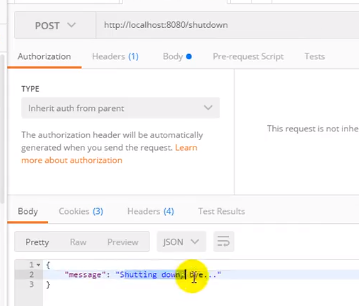 POST http://localhost:8080/shutdown
Authorization Headers (1) Body Pre-request Script Tests
TYPE
Inherit auth from parent
The authorization header will be automatically
generated when you send the request. Learn
more about authorization
This request is not inhe
Body Cookies (3) Headers (4) Test Results
Pretty Raw Preview JSON
1 {
2 "message": "Shutting down,
3 }